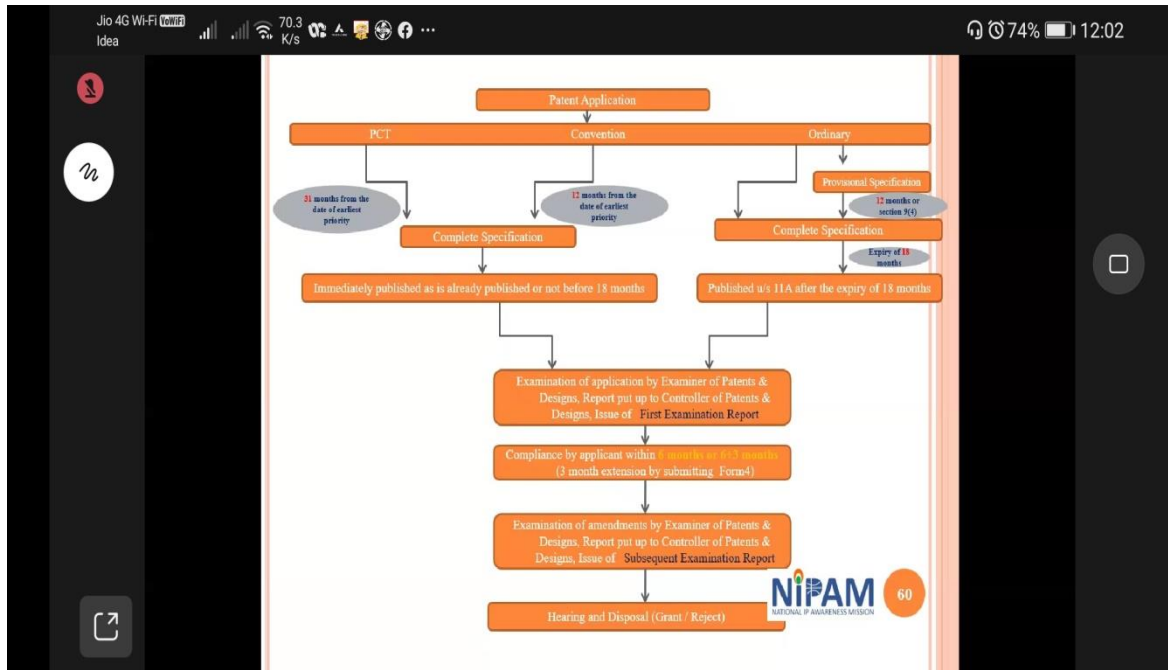 Jio 4G Wi-Fi VoWiFi
Idea
70.3
K/s
74%
12:02
Patent Application
PCT Convention Ordinary
Provisional Specification
31 months from the
date of earliest
priority
12 months from the
date of earliest
priority
12 months or
section 9(4)
Complete Specification
Complete Specification
Expiry of 18
months
Immediately published as is already published or not before 18 months
Published u/s 11A after the expiry of 18 months
Examination of application by Examiner of Patents &
Designs, Report put up to Controller of Patents &
Designs, Issue of First Examination Report
Compliance by applicant within 6 months or 6+3 months
(3 month extension by submitting Form4)
Examination of amendments by Examiner of Patents &
Designs, Report put up to Controller of Patents &
Designs, Issue of Subsequent Examination Report
Hearing and Disposal (Grant / Reject)
NiPAM
NATIONAL IP AWARENESS MISSION
60